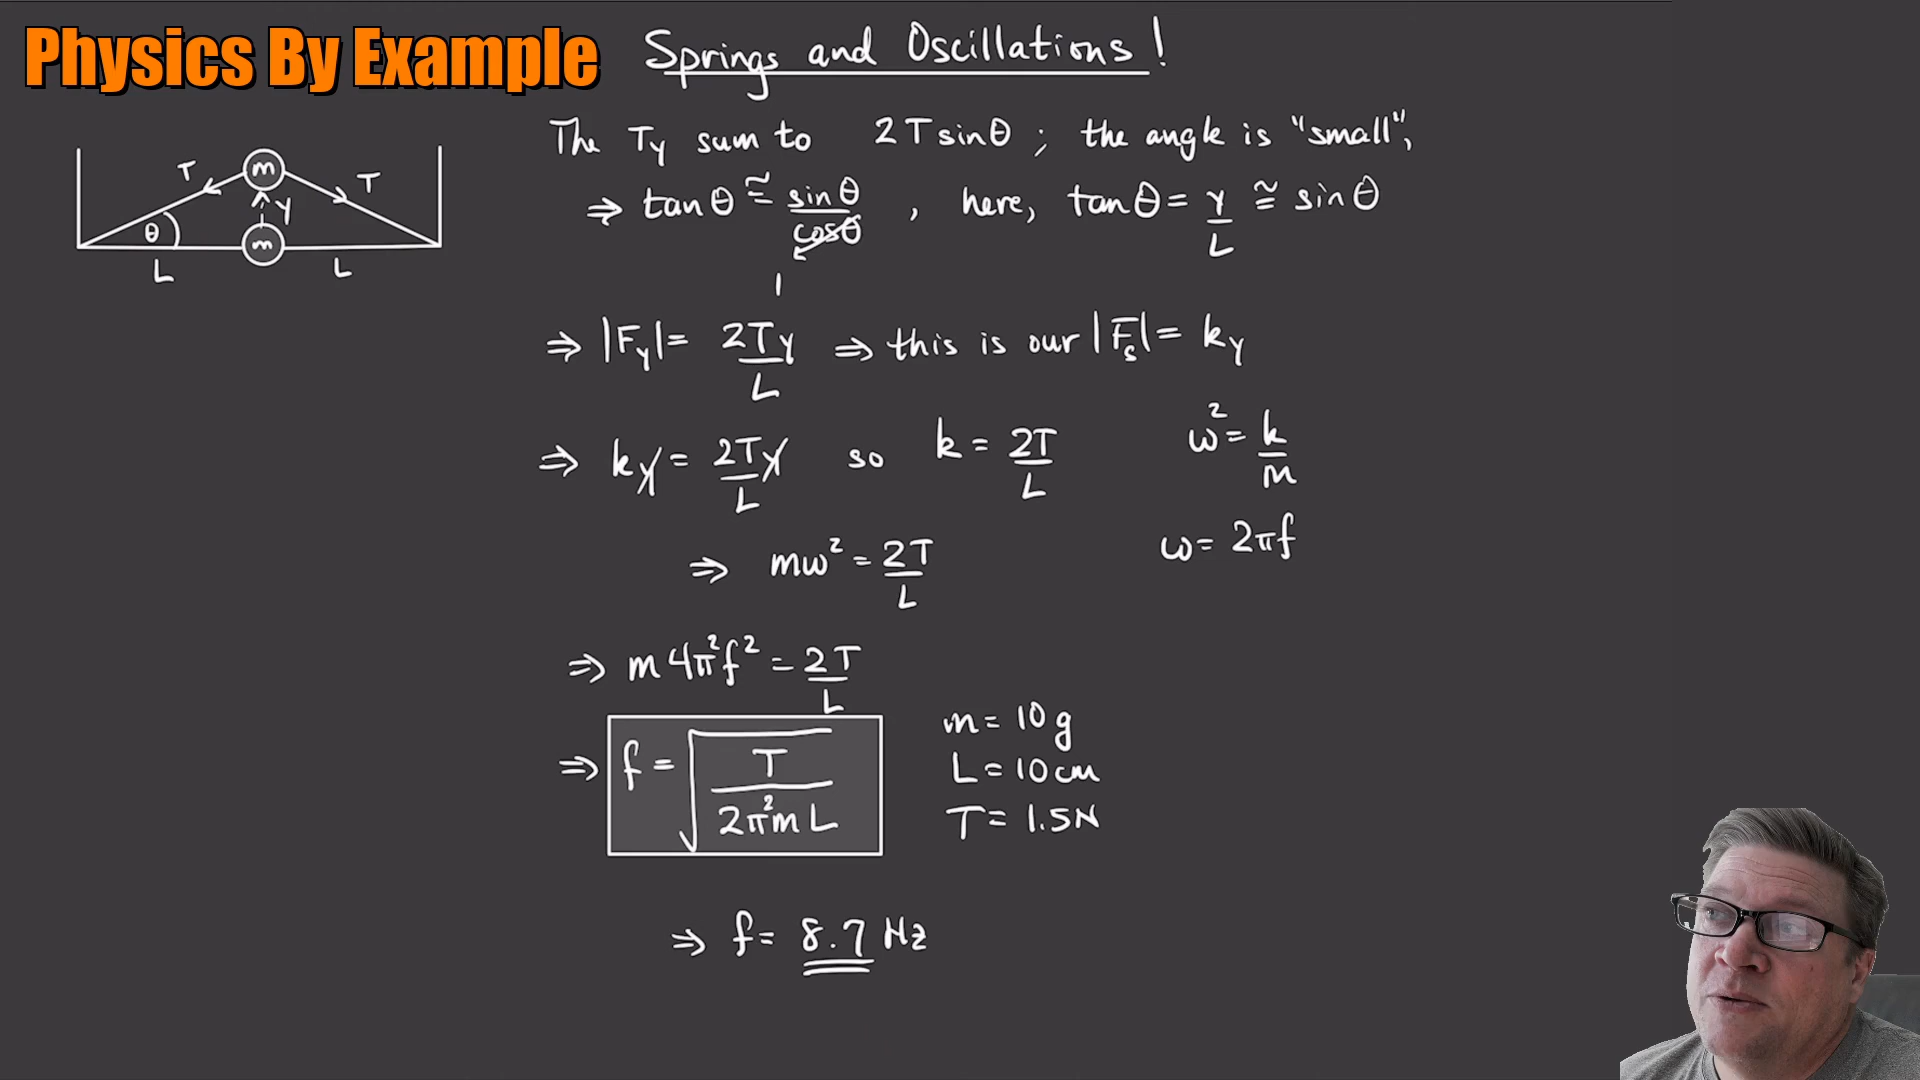 Physics By Example
Springs and Oscillations!
T m T
y
θ m
L L
The Ty sum to 2Tsinθ ; the angle is "small",
⇒ tanθ ≅ sinθ/cosθ , here, tanθ = y/L ≅ sinθ
1
⇒ |Fy| = 2Ty/L ⇒ this is our |Fs| = ky
⇒ ky = 2Ty/L so k = 2T/L ω² = k/m
⇒ mω² = 2T/L ω = 2πf
⇒ m4π²f² = 2T/L
⇒ f = √(T/(2π²mL))
m = 10g
L = 10cm
T = 1.5N
⇒ f = 8.7 Hz